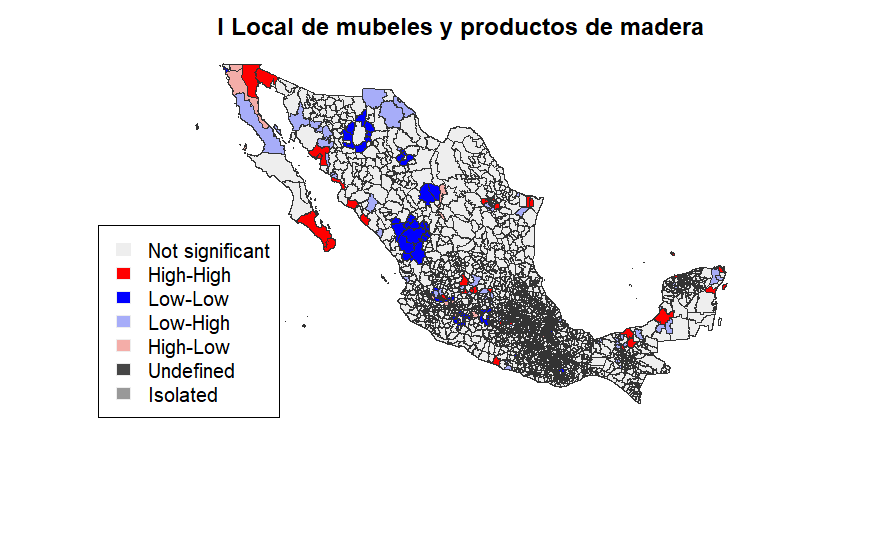 I Local de mubeles y productos de madera
Not significant
High-High
Low-Low
Low-High
High-Low
Undefined
Isolated